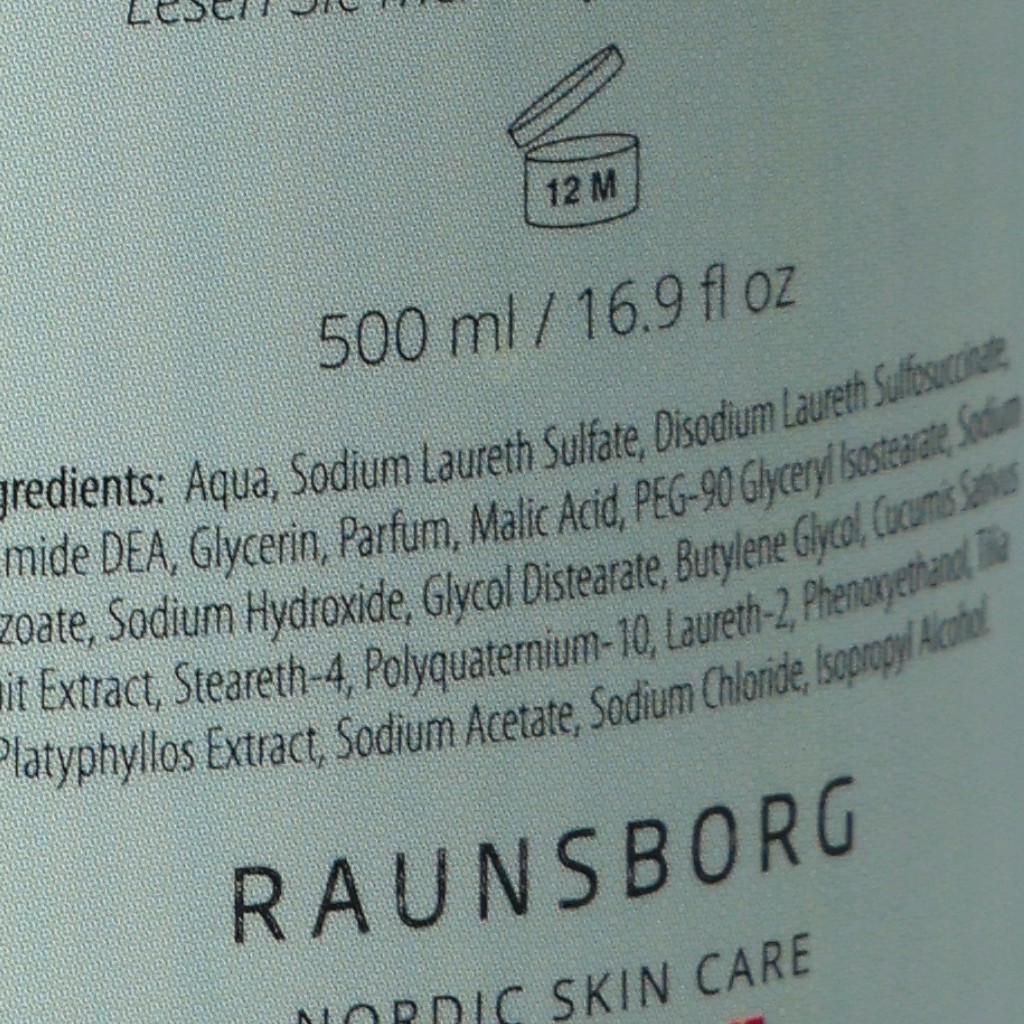 Lesen Sie
12 M
500 ml / 16.9 fl oz
gredients: Aqua, Sodium Laureth Sulfate, Disodium Laureth Sulfosuccinate,
mide DEA, Glycerin, Parfum, Malic Acid, PEG-90 Glyceryl Isostearate, Sodium
zoate, Sodium Hydroxide, Glycol Distearate, Butylene Glycol, Cucumis Sativus
it Extract, Steareth-4, Polyquaternium-10, Laureth-2, Phenoxyethanol, Tilia
Platyphyllos Extract, Sodium Acetate, Sodium Chloride, Isopropyl Alcohol.
RAUNSBORG
NORDIC SKIN CARE